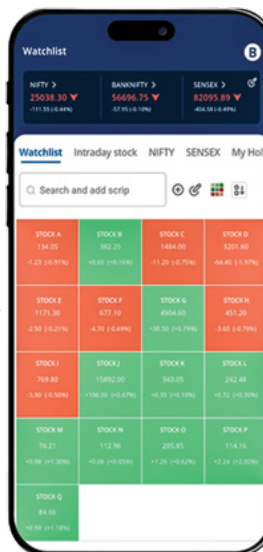 Watchlist
B
NIFTY > BANKNIFTY > SENSEX >
25038.30 56696.75 82095.89
-111.55 (-0.44%) -57.95 (-0.10%) -404.58 (-0.49%)
Watchlist Intraday stock NIFTY SENSEX My Hol
Search and add scrip
STOCK A STOCK B STOCK C STOCK D
134.05 382.25 1484.00 3201.60
-1.23 (-0.91%) +0.60 (+0.16%) -11.20 (-0.75%) -64.40 (-1.97%)
STOCK E STOCK F STOCK G STOCK H
1171.30 677.10 4904.60 451.20
-2.50 (-0.21%) -4.70 (-0.69%) +38.50 (+0.79%) -3.60 (-0.79%)
STOCK I STOCK J STOCK K STOCK L
769.80 15892.00 343.05 242.48
-3.90 (-0.50%) +106.00 (+0.67%) +0.35 (+0.10%) +0.72 (+0.30%)
STOCK M STOCK N STOCK O STOCK P
76.21 112.96 205.85 114.16
+0.98 (+1.30%) +0.06 (+0.05%) +1.26 (+0.62%) +2.24 (+2.00%)
STOCK Q
84.66
+0.99 (+1.18%)